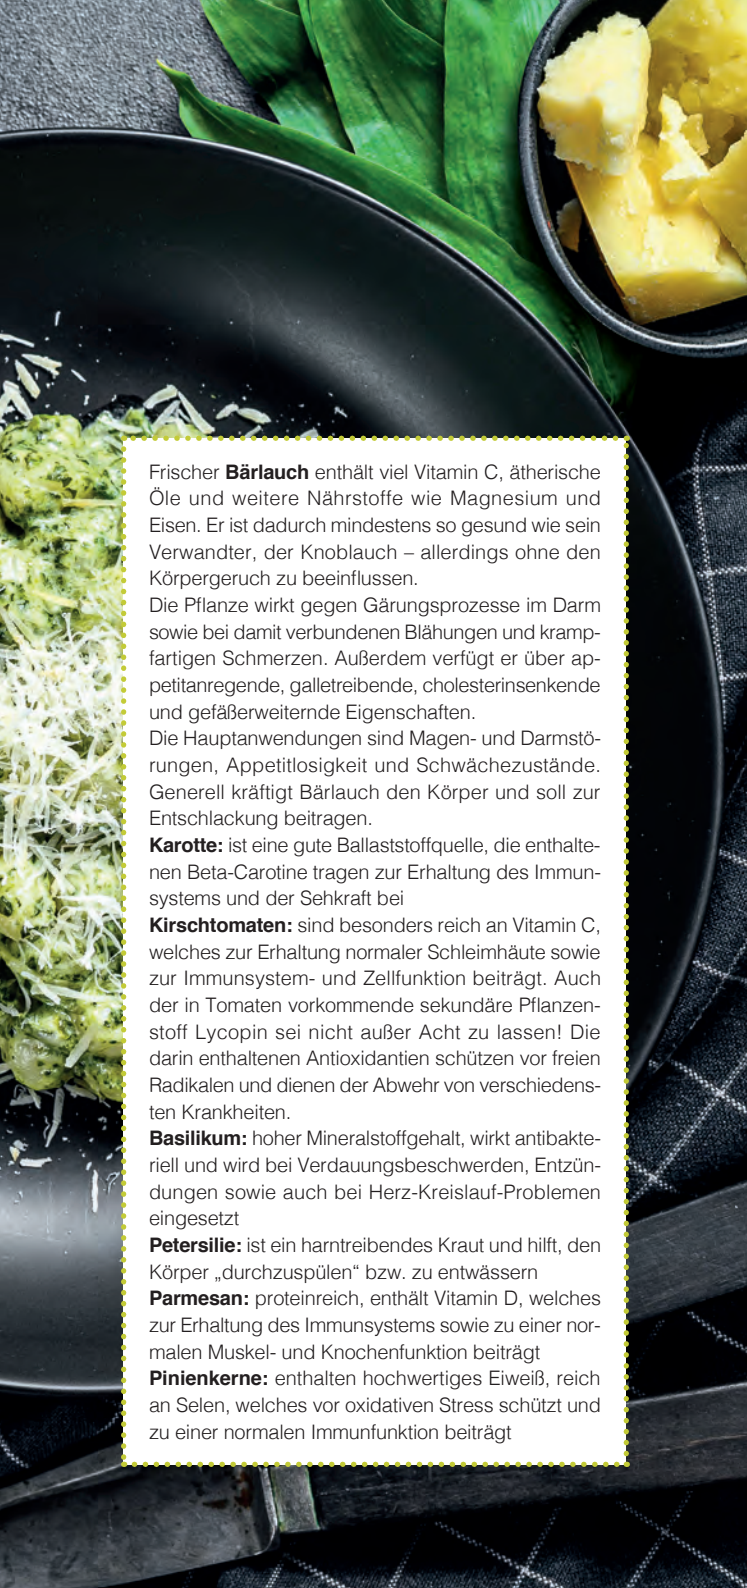 Frischer Bärlauch enthält viel Vitamin C, ätherische
Öle und weitere Nährstoffe wie Magnesium und
Eisen. Er ist dadurch mindestens so gesund wie sein
Verwandter, der Knoblauch – allerdings ohne den
Körpergeruch zu beeinflussen.
Die Pflanze wirkt gegen Gärungsprozesse im Darm
sowie bei damit verbundenen Blähungen und krampf-
fartigen Schmerzen. Außerdem verfügt er über ap-
petitanregende, galletreibende, cholesterinsenkende
und gefäßerweiternde Eigenschaften.
Die Hauptanwendungen sind Magen- und Darmstö-
rungen, Appetitlosigkeit und Schwächezustände.
Generell kräftigt Bärlauch den Körper und soll zur
Entschlackung beitragen.
Karotte: ist eine gute Ballaststoffquelle, die enthalte-
nen Beta-Carotine tragen zur Erhaltung des Immun-
systems und der Sehkraft bei
Kirschtomaten: sind besonders reich an Vitamin C,
welches zur Erhaltung normaler Schleimhäute sowie
zur Immunsystem- und Zellfunktion beiträgt. Auch
der in Tomaten vorkommende sekundäre Pflanzen-
stoff Lycopin sei nicht außer Acht zu lassen! Die
darin enthaltenen Antioxidantien schützen vor freien
Radikalen und dienen der Abwehr von verschiedens-
ten Krankheiten.
Basilikum: hoher Mineralstoffgehalt, wirkt antibakte-
riell und wird bei Verdauungsbeschwerden, Entzün-
dungen sowie auch bei Herz-Kreislauf-Problemen
eingesetzt
Petersilie: ist ein harntreibendes Kraut und hilft, den
Körper „durchzuspülen“ bzw. zu entwässern
Parmesan: proteinreich, enthält Vitamin D, welches
zur Erhaltung des Immunsystems sowie zu einer nor-
malen Muskel- und Knochenfunktion beiträgt
Pinienkerne: enthalten hochwertiges Eiweiß, reich
an Selen, welches vor oxidativen Stress schützt und
zu einer normalen Immunfunktion beiträgt